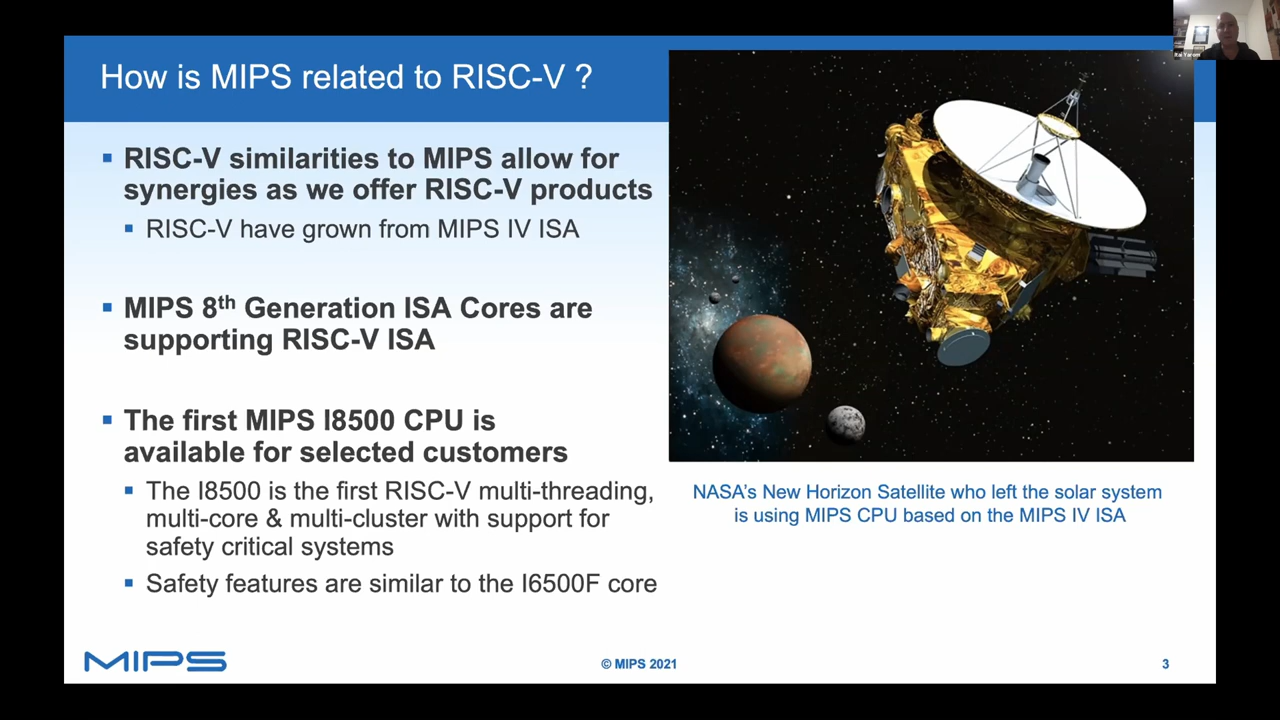 How is MIPS related to RISC-V ?
▪ RISC-V similarities to MIPS allow for
synergies as we offer RISC-V products
▪ RISC-V have grown from MIPS IV ISA
▪ MIPS 8th Generation ISA Cores are
supporting RISC-V ISA
▪ The first MIPS I8500 CPU is
available for selected customers
▪ The I8500 is the first RISC-V multi-threading,
multi-core & multi-cluster with support for
safety critical systems
▪ Safety features are similar to the I6500F core
NASA's New Horizon Satellite who left the solar system
is using MIPS CPU based on the MIPS IV ISA
MIPS
© MIPS 2021
3
Itai Yarom